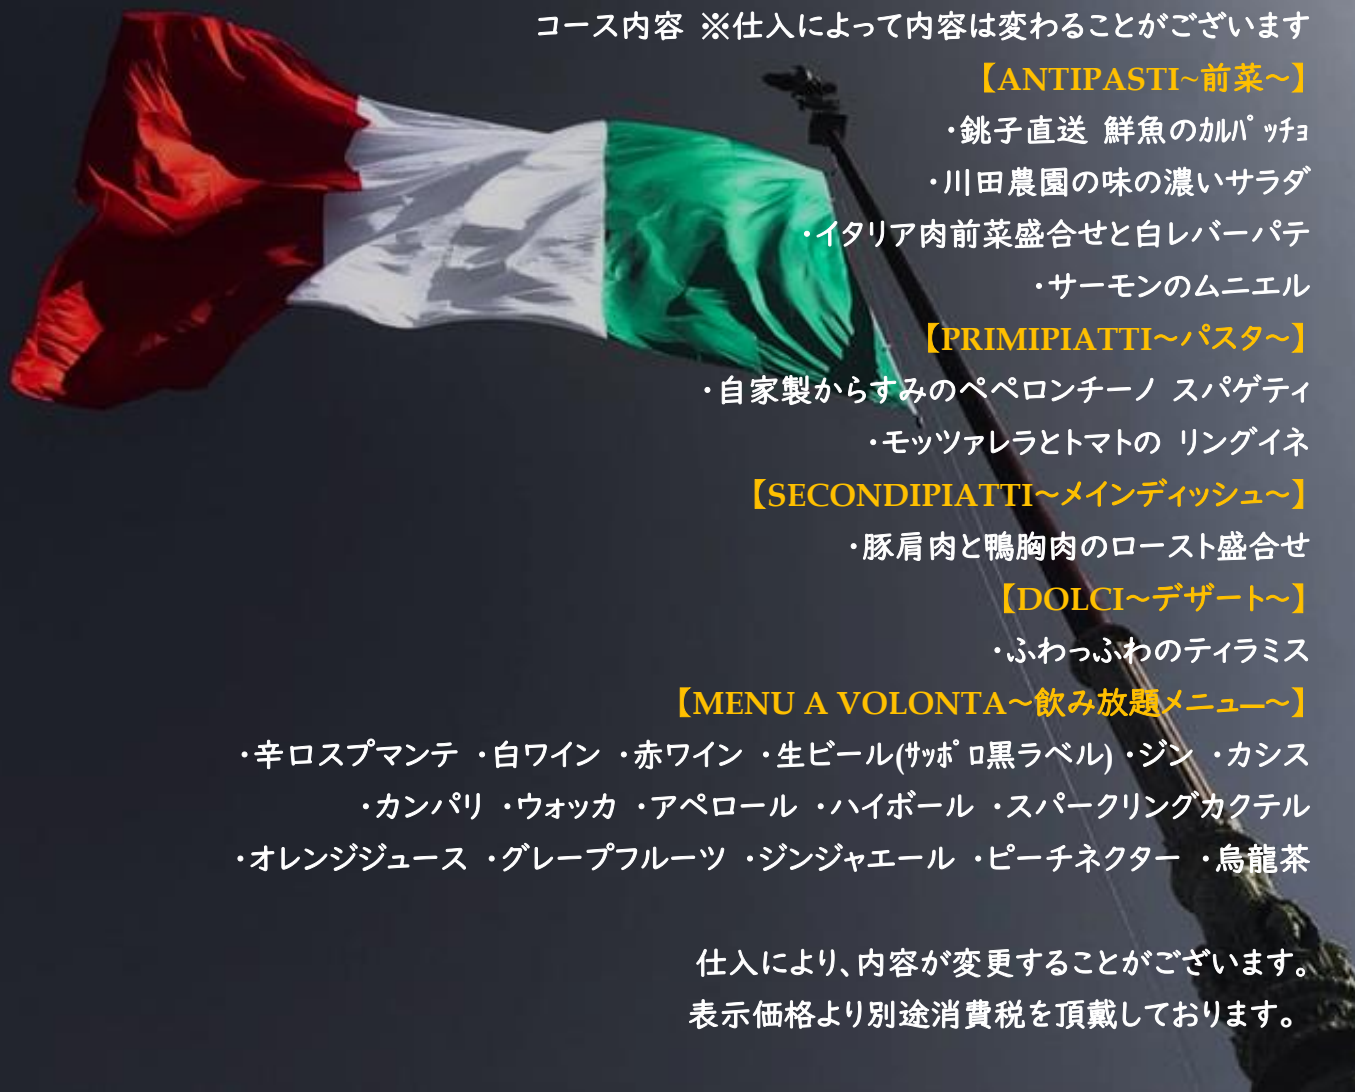 コース内容 ※仕入によって内容は変わることがございます
【ANTIPASTI~前菜～】
・銚子直送 鮮魚のｶﾙﾊﾟｯﾁｮ
・川田農園の味の濃いサラダ
・イタリア肉前菜盛合せと白レバーパテ
・サーモンのムニエル
【PRIMIPIATTI～パスタ～】
・自家製からすみのペペロンチーノ スパゲティ
・モッツァレラとトマトの リングイネ
【SECONDIPIATTI～メインディッシュ～】
・豚肩肉と鴨胸肉のロースト盛合せ
【DOLCI～デザート～】
・ふわっふわのティラミス
【MENU A VOLONTA～飲み放題メニュ―～】
・辛口スプマンテ ・白ワイン ・赤ワイン ・生ビール(ｻｯﾎﾟﾛ黒ラベル) ・ジン ・カシス
・カンパリ ・ウォッカ ・アペロール ・ハイボール ・スパークリングカクテル
・オレンジジュース ・グレープフルーツ ・ジンジャエール ・ピーチネクター ・烏龍茶
仕入により、内容が変更することがございます。
表示価格より別途消費税を頂戴しております。